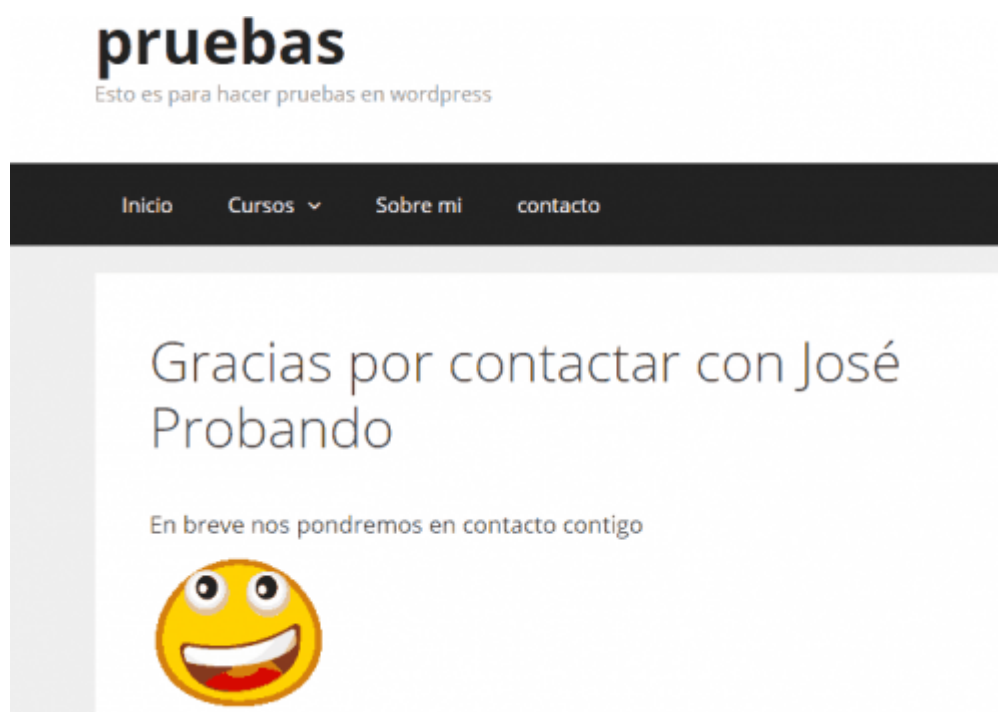 pruebas
Esto es para hacer pruebas en wordpress
Inicio Cursos Sobre mi contacto
Gracias por contactar con José
Probando
En breve nos pondremos en contacto contigo